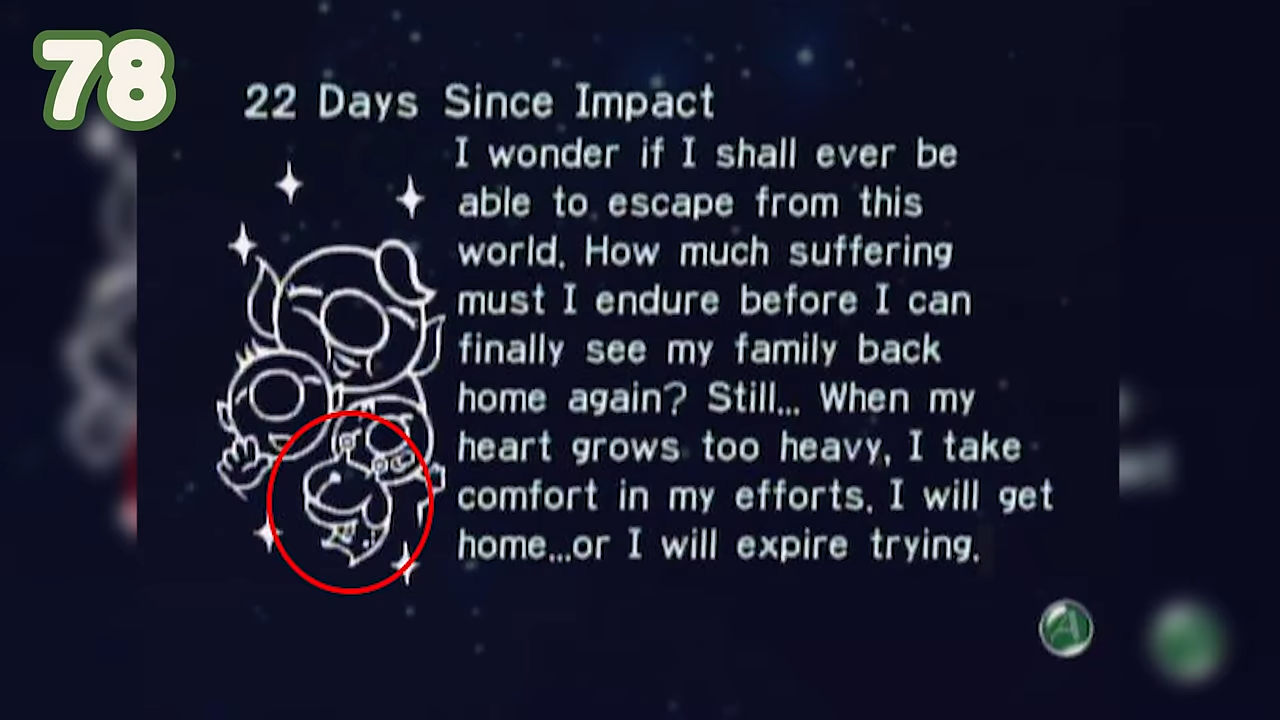 78
22 Days Since Impact
I wonder if I shall ever be
able to escape from this
world. How much suffering
must I endure before I can
finally see my family back
home again? Still... When my
heart grows too heavy, I take
comfort in my efforts. I will get
home...or I will expire trying.
A